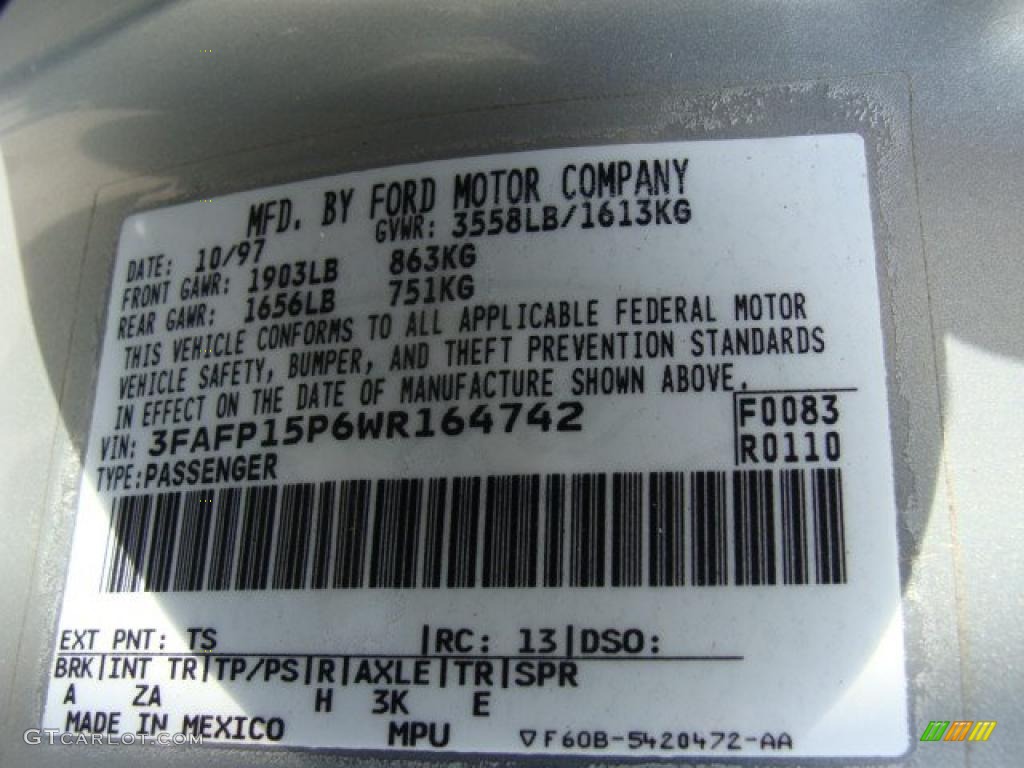 MFD. BY FORD MOTOR COMPANY
DATE: 10/97 GVWR: 3558LB/1613KG
FRONT GAWR: 1903LB 863KG
REAR GAWR: 1656LB 751KG
THIS VEHICLE CONFORMS TO ALL APPLICABLE FEDERAL MOTOR
VEHICLE SAFETY, BUMPER, AND THEFT PREVENTION STANDARDS
IN EFFECT ON THE DATE OF MANUFACTURE SHOWN ABOVE.
VIN: 3FAFP15P6WR164742 F0083
TYPE:PASSENGER R0110
EXT PNT: TS |RC: 13|DSO:
BRK|INT TR|TP/PS|R|AXLE|TR|SPR
A ZA H 3K E
MADE IN MEXICO MPU ▽F60B-5420472-AA
GTCarLot.com